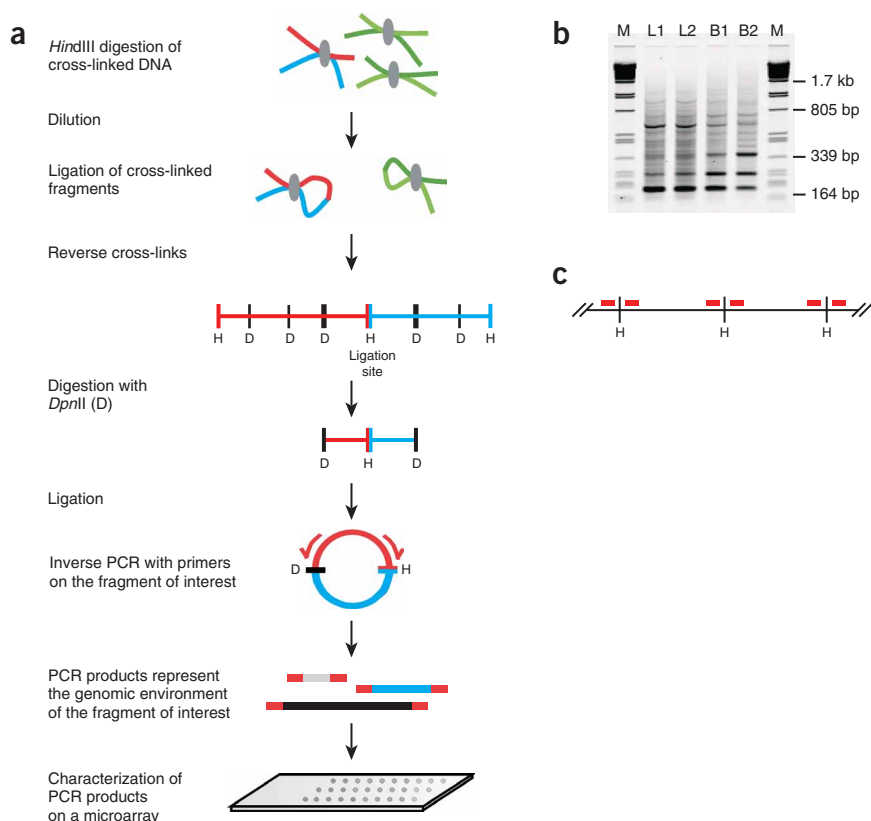 a
HindIII digestion of
cross-linked DNA
Dilution
Ligation of cross-linked
fragments
Reverse cross-links
H D D D H D D H
Ligation
site
Digestion with
DpnII (D)
D H D
Ligation
Inverse PCR with primers
on the fragment of interest
D H
PCR products represent
the genomic environment
of the fragment of interest
Characterization of
PCR products
on a microarray
b
M L1 L2 B1 B2 M
1.7 kb
805 bp
339 bp
164 bp
c
H H H